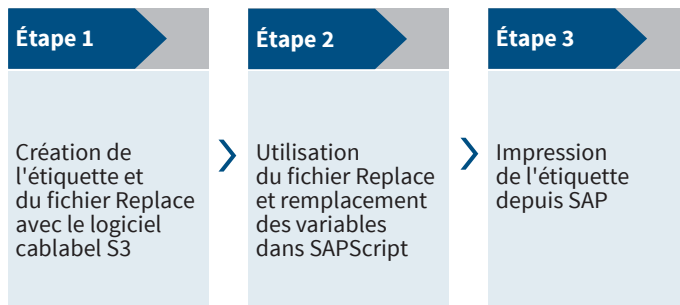 Étape 1
Création de
l'étiquette et
du fichier Replace
avec le logiciel
cablabel S3
Étape 2
Utilisation
du fichier Replace
et remplacement
des variables
dans SAPScript
Étape 3
Impression
de l'étiquette
depuis SAP